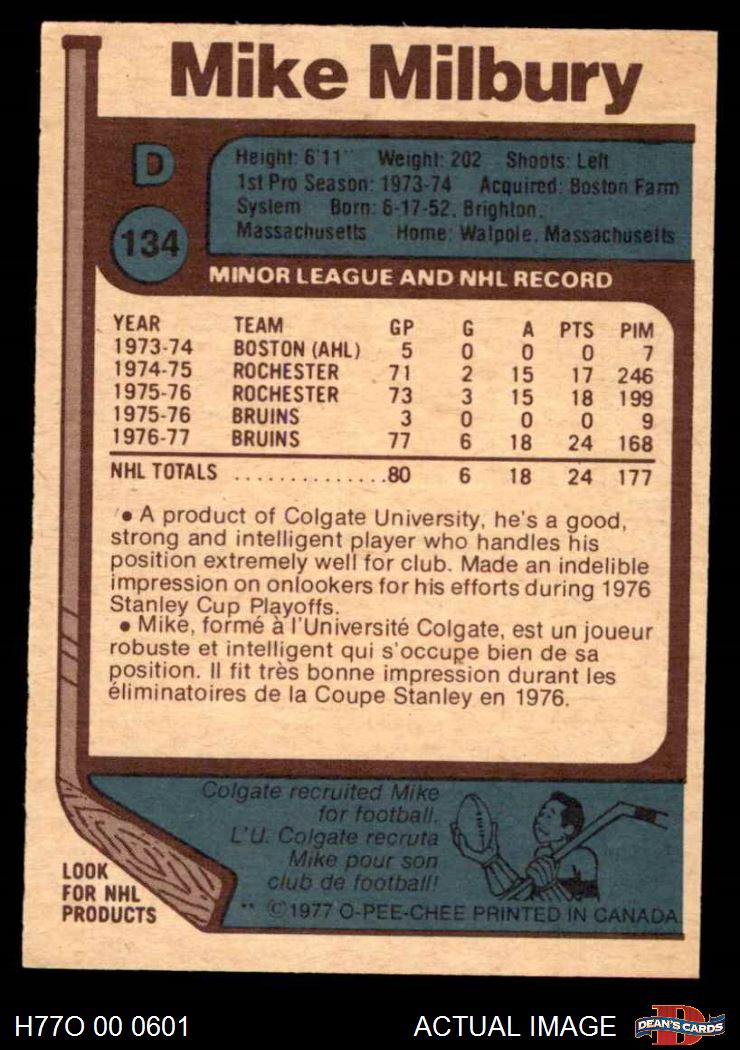 Mike Milbury
D
134
Height: 6'11" Weight: 202 Shoots: Left
1st Pro Season: 1973-74 Acquired: Boston Farm
System Born: 6-17-52, Brighton,
Massachusetts Home: Walpole, Massachusetts
MINOR LEAGUE AND NHL RECORD
YEAR TEAM GP G A PTS PIM
1973-74 BOSTON (AHL) 5 0 0 0 7
1974-75 ROCHESTER 71 2 15 17 246
1975-76 ROCHESTER 73 3 15 18 199
1975-76 BRUINS 3 0 0 0 9
1976-77 BRUINS 77 6 18 24 168
NHL TOTALS ..............80 6 18 24 177
• A product of Colgate University, he's a good,
strong and intelligent player who handles his
position extremely well for club. Made an indelible
impression on onlookers for his efforts during 1976
Stanley Cup Playoffs.
• Mike, formé à l'Université Colgate, est un joueur
robuste et intelligent qui s'occupe bien de sa
position. Il fit très bonne impression durant les
éliminatoires de la Coupe Stanley en 1976.
Colgate recruited Mike
for football.
L'U. Colgate recruta
Mike pour son
club de football!
LOOK
FOR NHL
PRODUCTS
** ©1977 O-PEE-CHEE PRINTED IN CANADA
H77O 00 0601 ACTUAL IMAGE
D
DEAN'S CARDS